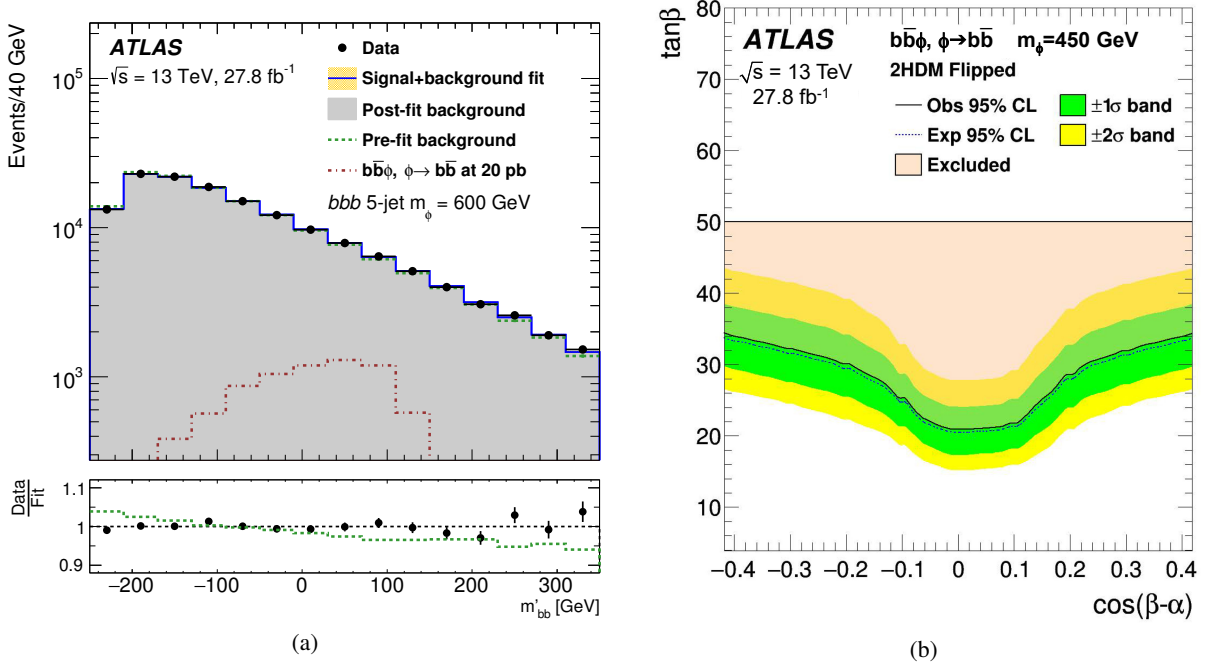 ATLAS
√s = 13 TeV, 27.8 fb⁻¹
Data
Signal+background fit
Post-fit background
Pre-fit background
bb̄ϕ, ϕ→ bb̄ at 20 pb
bbb 5-jet m_ϕ = 600 GeV
Events/40 GeV
10⁵
10⁴
10³
Data
Fit
1.1
1
0.9
−200 −100 0 100 200 300
m'_bb [GeV]
(a)
tanβ
80
70
60
50
40
30
20
10
ATLAS
√s = 13 TeV
27.8 fb⁻¹
bb̄ϕ, ϕ→bb̄ m_ϕ=450 GeV
2HDM Flipped
Obs 95% CL
±1σ band
Exp 95% CL
±2σ band
Excluded
−0.4 −0.3 −0.2 −0.1 0 0.1 0.2 0.3 0.4
cos(β-α)
(b)